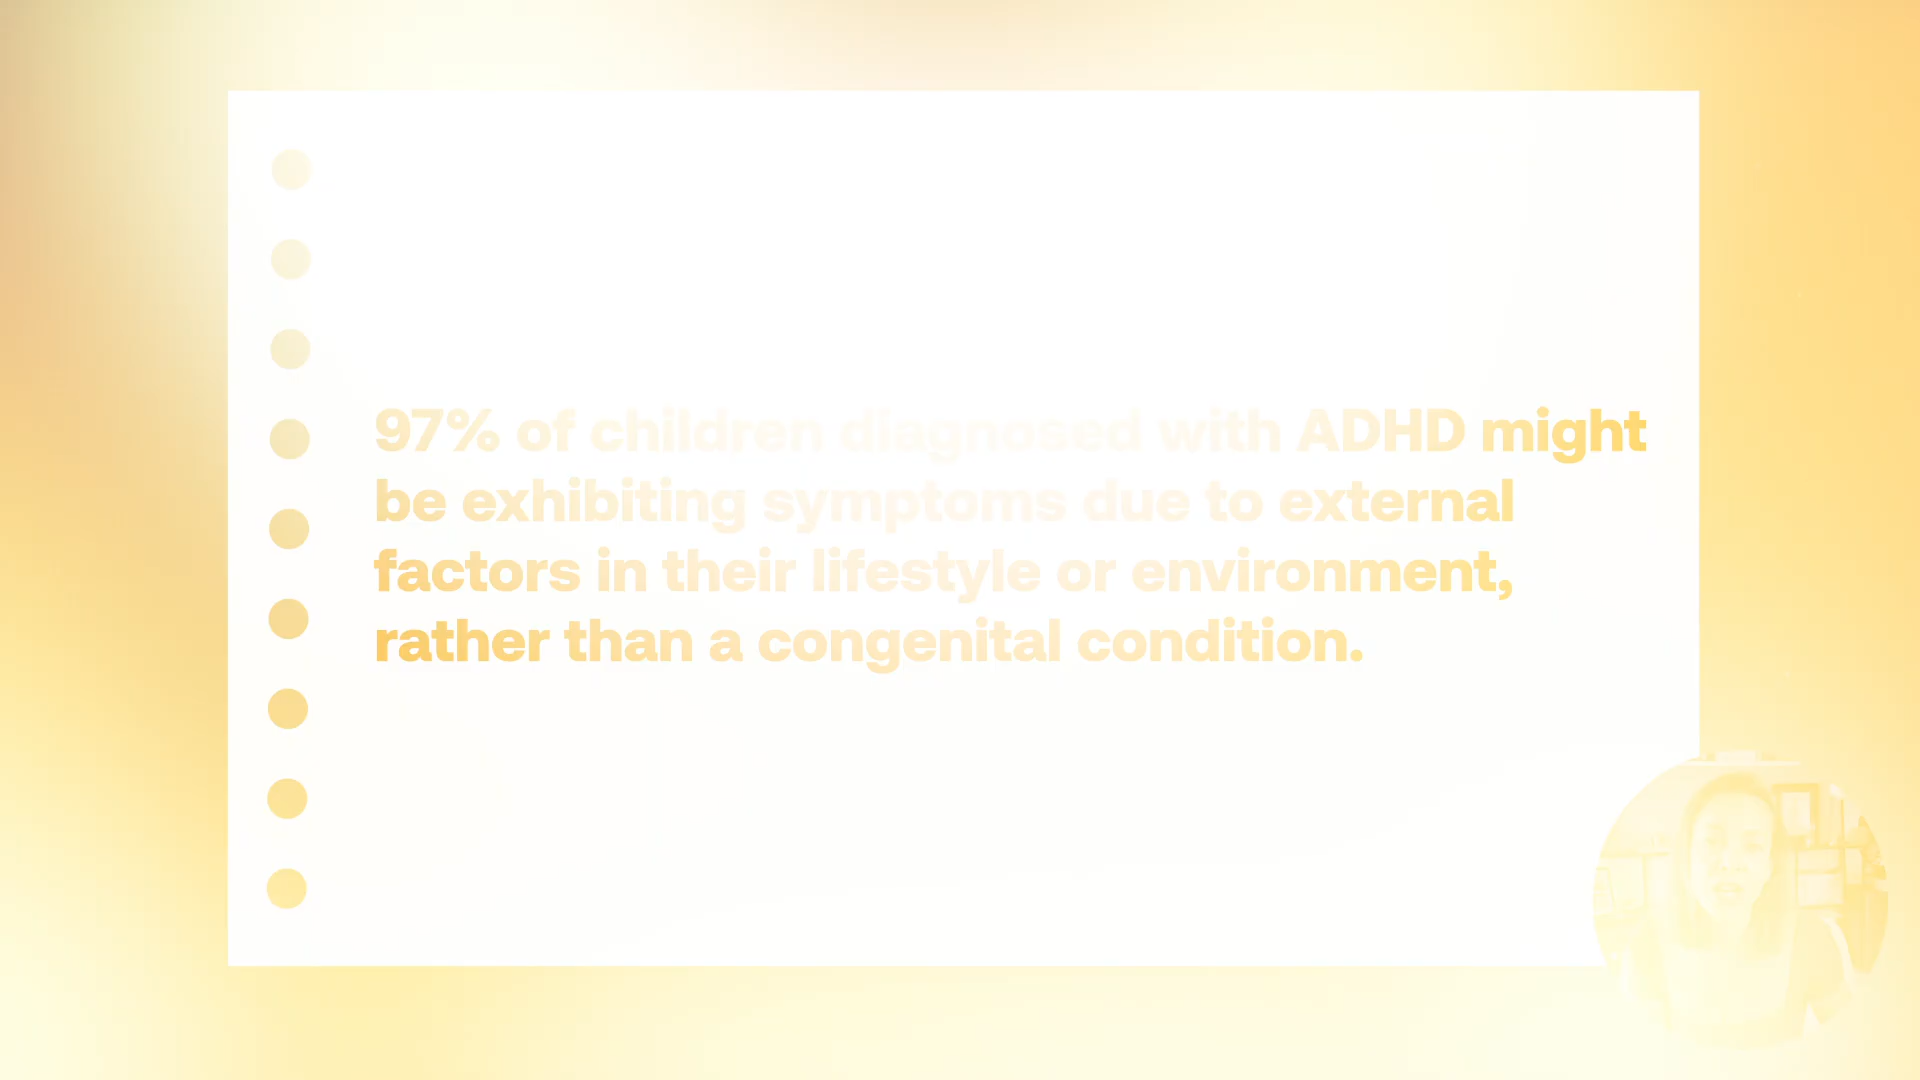 97% of children diagnosed with ADHD might
be exhibiting symptoms due to external
factors in their lifestyle or environment,
rather than a congenital condition.